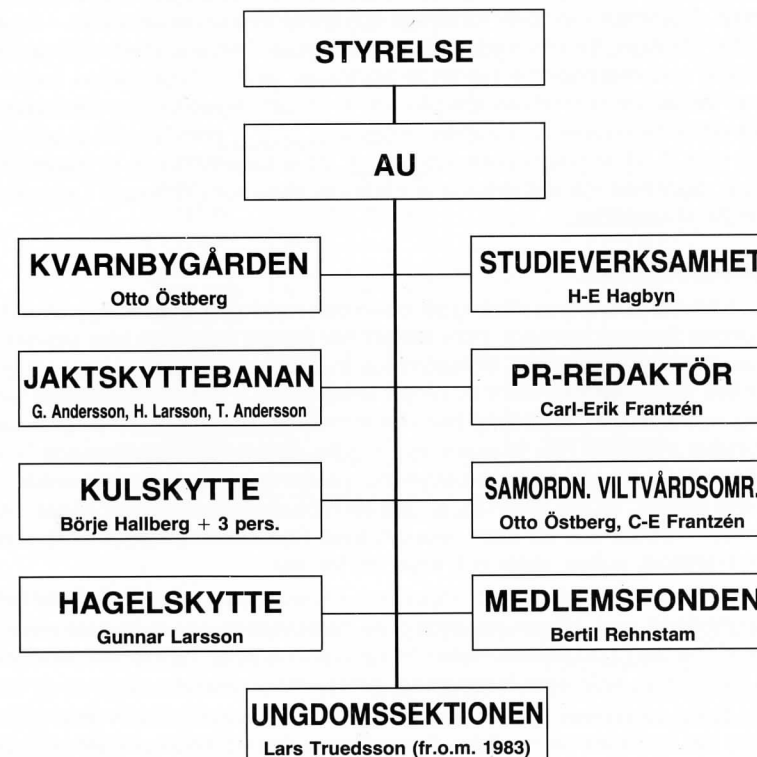 STYRELSE
AU
KVARNBYGÅRDEN
Otto Östberg
STUDIEVERKSAMHET
H-E Hagbyn
JAKTSKYTTEBANAN
G. Andersson, H. Larsson, T. Andersson
PR-REDAKTÖR
Carl-Erik Frantzén
KULSKYTTE
Börje Hallberg + 3 pers.
SAMORDN. VILTVÅRDSOMR.
Otto Östberg, C-E Frantzén
HAGELSKYTTE
Gunnar Larsson
MEDLEMSFONDEN
Bertil Rehnstam
UNGDOMSSEKTIONEN
Lars Truedsson (fr.o.m. 1983)